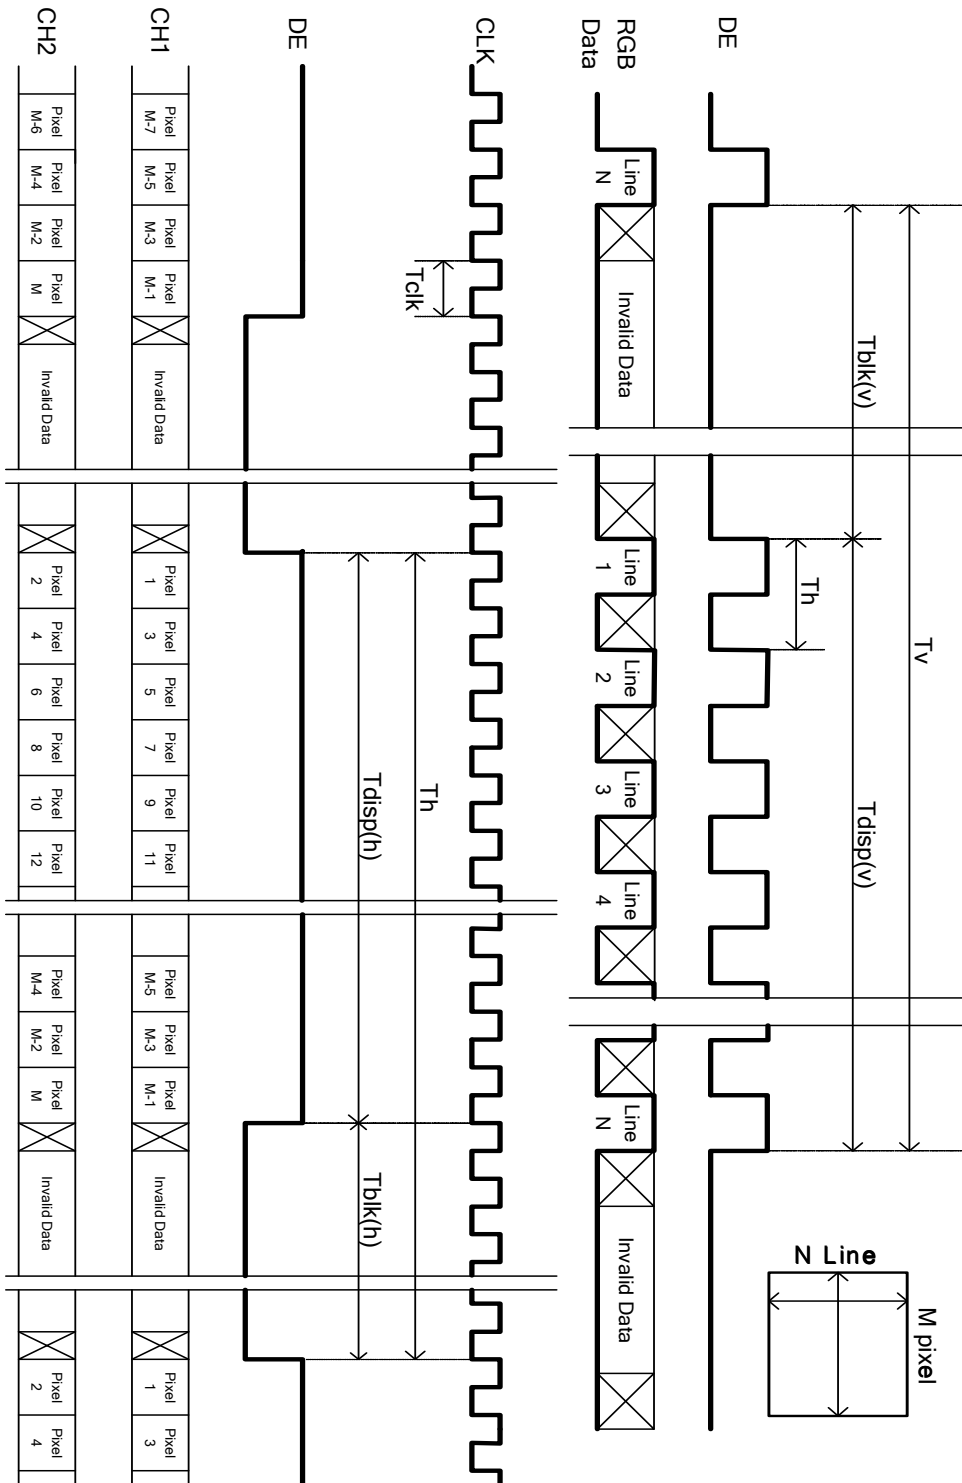 DE
Tblk(v)
Tv
Tdisp(v)
Th
N Line
M pixel
RGB
Data
Line
N
Invalid Data
Line
1
Line
2
Line
3
Line
4
Line
N
Invalid Data
CLK
Tclk
Th
DE
Tdisp(h)
Tblk(h)
CH1
Pixel
M-7
Pixel
M-5
Pixel
M-3
Pixel
M-1
Invalid Data
Pixel
1
Pixel
3
Pixel
5
Pixel
7
Pixel
9
Pixel
11
Pixel
M-5
Pixel
M-3
Pixel
M-1
Invalid Data
Pixel
1
Pixel
3
CH2
Pixel
M-6
Pixel
M-4
Pixel
M-2
Pixel
M
Invalid Data
Pixel
2
Pixel
4
Pixel
6
Pixel
8
Pixel
10
Pixel
12
Pixel
M-4
Pixel
M-2
Pixel
M
Invalid Data
Pixel
2
Pixel
4